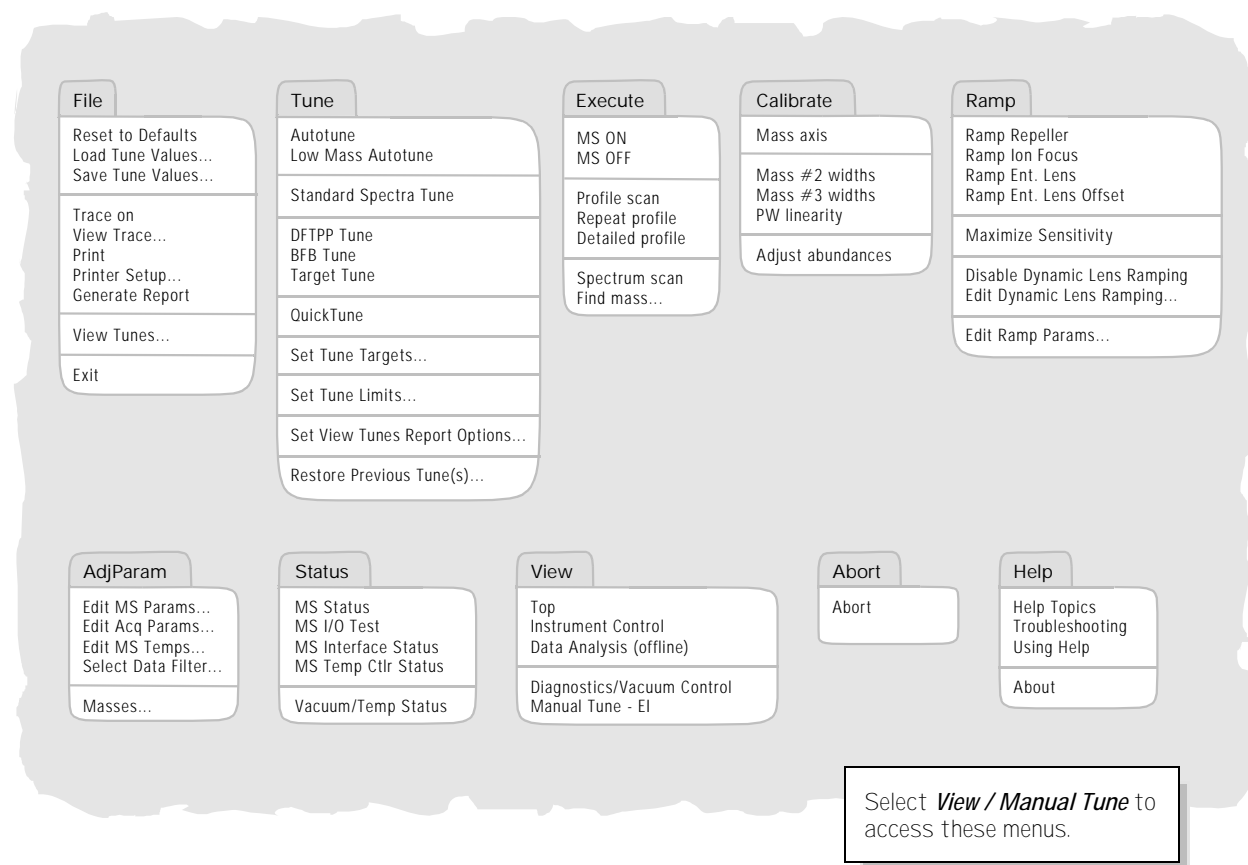 File
Reset to Defaults
Load Tune Values...
Save Tune Values...
Trace on
View Trace...
Print
Printer Setup...
Generate Report
View Tunes...
Exit
Tune
Autotune
Low Mass Autotune
Standard Spectra Tune
DFTPP Tune
BFB Tune
Target Tune
QuickTune
Set Tune Targets...
Set Tune Limits...
Set View Tunes Report Options...
Restore Previous Tune(s)...
Execute
MS ON
MS OFF
Profile scan
Repeat profile
Detailed profile
Spectrum scan
Find mass...
Calibrate
Mass axis
Mass #2 widths
Mass #3 widths
PW linearity
Adjust abundances
Ramp
Ramp Repeller
Ramp Ion Focus
Ramp Ent. Lens
Ramp Ent. Lens Offset
Maximize Sensitivity
Disable Dynamic Lens Ramping
Edit Dynamic Lens Ramping...
Edit Ramp Params...
AdjParam
Edit MS Params...
Edit Acq Params...
Edit MS Temps...
Select Data Filter...
Masses...
Status
MS Status
MS I/O Test
MS Interface Status
MS Temp Ctlr Status
Vacuum/Temp Status
View
Top
Instrument Control
Data Analysis (offline)
Diagnostics/Vacuum Control
Manual Tune - EI
Abort
Abort
Help
Help Topics
Troubleshooting
Using Help
About
Select View / Manual Tune to
access these menus.